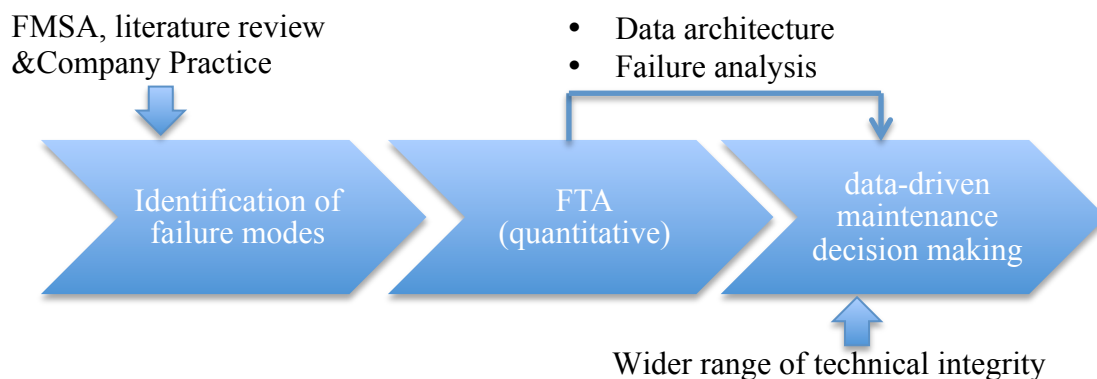 FMSA, literature review
&Company Practice
• Data architecture
• Failure analysis
Identification of
failure modes
FTA
(quantitative)
data-driven
maintenance
decision making
Wider range of technical integrity